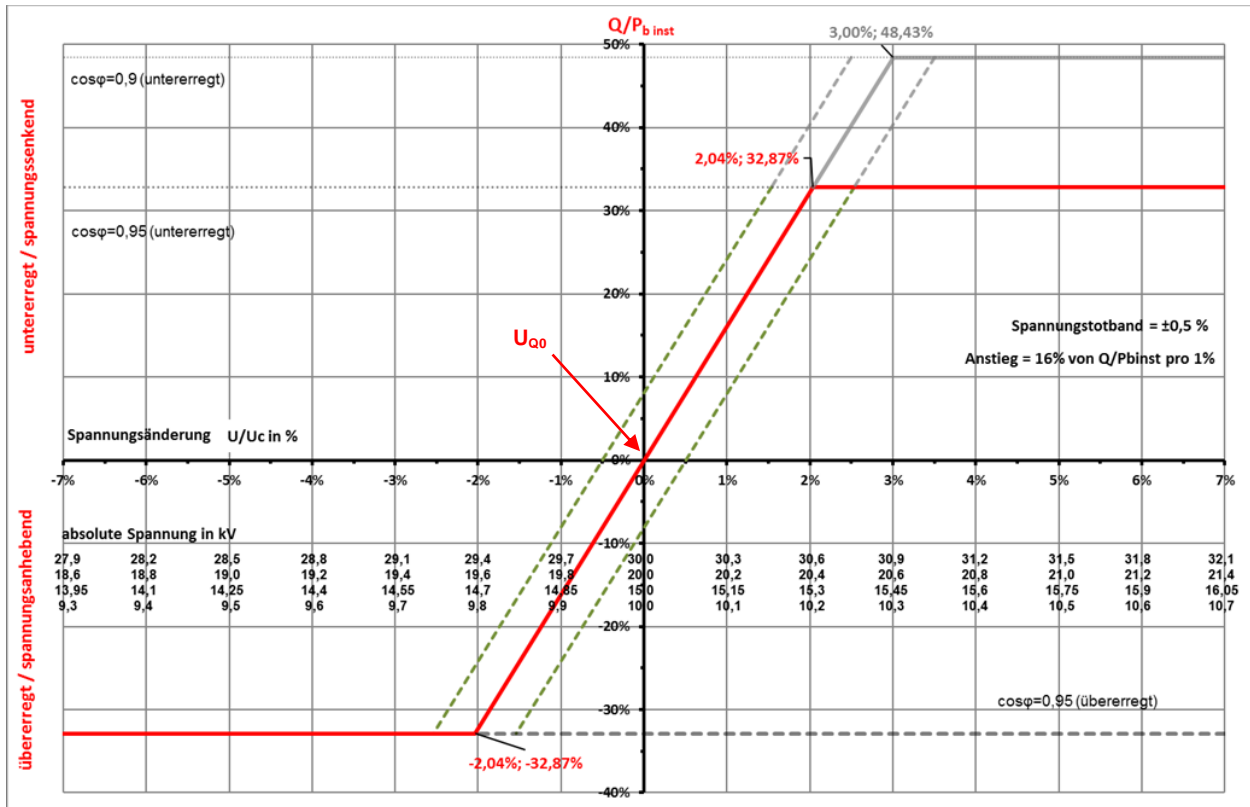 Q/Pb inst
3,00%; 48,43%
50%
cosφ=0,9 (untererregt)
40%
2,04%; 32,87%
30%
cosφ=0,95 (untererregt)
untererregt / spannungssenkend
20%
Spannungstotband = ±0,5 %
UQ0
Anstieg = 16% von Q/Pbinst pro 1%
10%
Spannungsänderung U/Uc in %
0%
-7% -6% -5% -4% -3% -2% -1% 0% 1% 2% 3% 4% 5% 6% 7%
absolute Spannung in kV
-10%
27,9 28,2 28,5 28,8 29,1 29,4 29,7 30,0 30,3 30,6 30,9 31,2 31,5 31,8 32,1
18,6 18,8 19,0 19,2 19,4 19,6 19,8 20,0 20,2 20,4 20,6 20,8 21,0 21,2 21,4
13,95 14,1 14,25 14,4 14,55 14,7 14,85 15,0 15,15 15,3 15,45 15,6 15,75 15,9 16,05
9,3 9,4 9,5 9,6 9,7 9,8 9,9 10,0 10,1 10,2 10,3 10,4 10,5 10,6 10,7
-20%
übererregt / spannungsanhebend
cosφ=0,95 (übererregt)
-30%
-2,04%; -32,87%
-40%